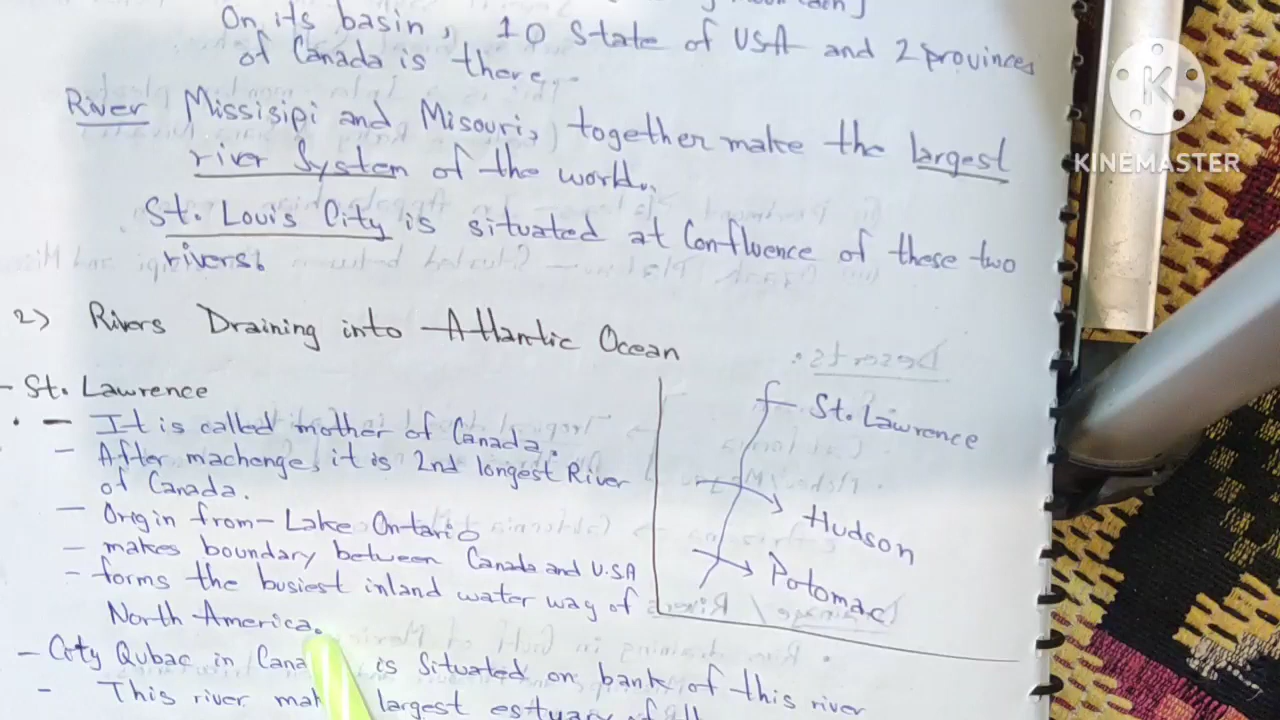 On its basin, 10 State of USA and 2 provinces
of Canada is there.
River Missisipi and Misouri, together make the largest
river System of the world.
St. Louis City is situated at Confluence of these two
rivers.
2) Rivers Draining into Atlantic Ocean
- St. Lawrence
- It is called mother of Canada.
- After machenge, it is 2nd longest River
of Canada.
- Origin from - Lake Ontario
- makes boundary between Canada and U.S.A
- forms the busiest inland water way of
North America.
- City Qubac in Cana is Situated on bank of this river
- This river mak largest estuary of
St. Lawrence
Hudson
Potomac
K
KINEMASTER